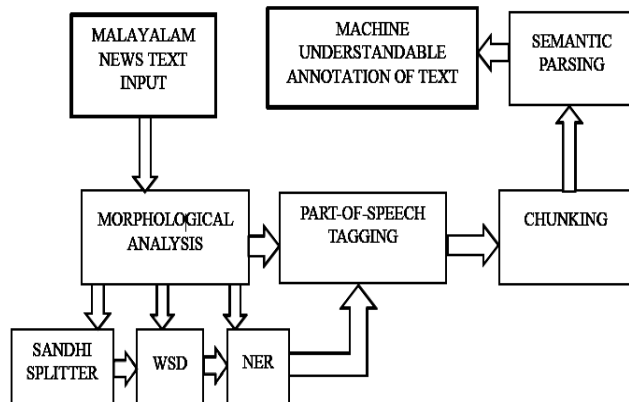 MALAYALAM
NEWS TEXT
INPUT
MACHINE
UNDERSTANDABLE
ANNOTATION OF TEXT
SEMANTIC
PARSING
MORPHOLOGICAL
ANALYSIS
PART-OF-SPEECH
TAGGING
CHUNKING
SANDHI
SPLITTER
WSD
NER